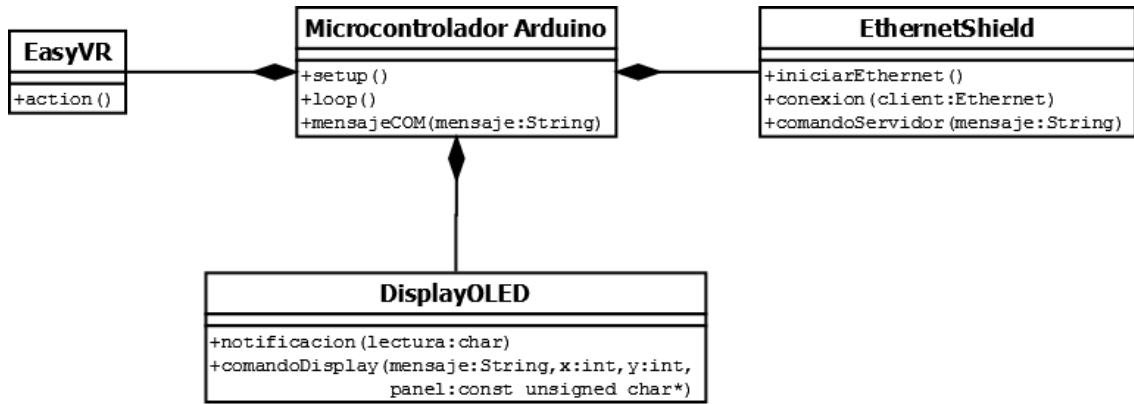 EasyVR
+action()
Microcontrolador Arduino
+setup()
+loop()
+mensajeCOM(mensaje:String)
EthernetShield
+iniciarEthernet()
+conexion(client:Ethernet)
+comandoServidor(mensaje:String)
DisplayOLED
+notificacion(lectura:char)
+comandoDisplay(mensaje:String,x:int,y:int,
panel:const unsigned char*)